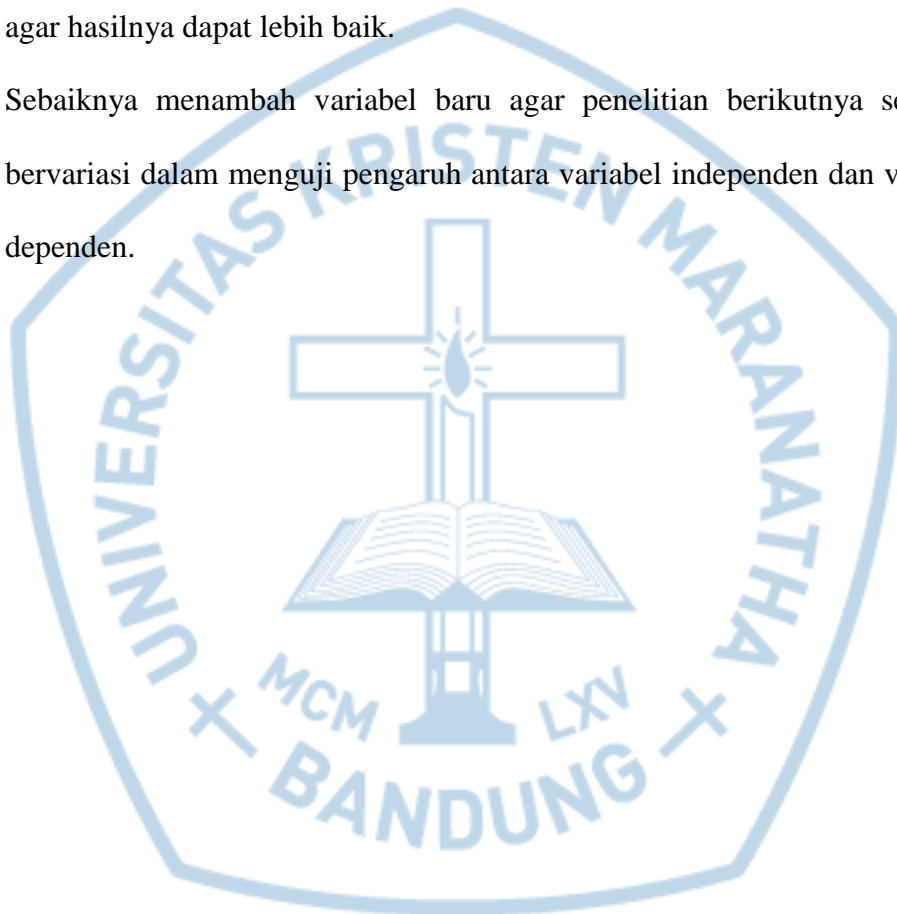 agar hasilnya dapat lebih baik.
Sebaiknya menambah variabel baru agar penelitian berikutnya
bervariasi dalam menguji pengaruh antara variabel independen dan
dependen.
UNIVERSITAS KRISTEN MARANATHA
MCM LXV
BANDUNG